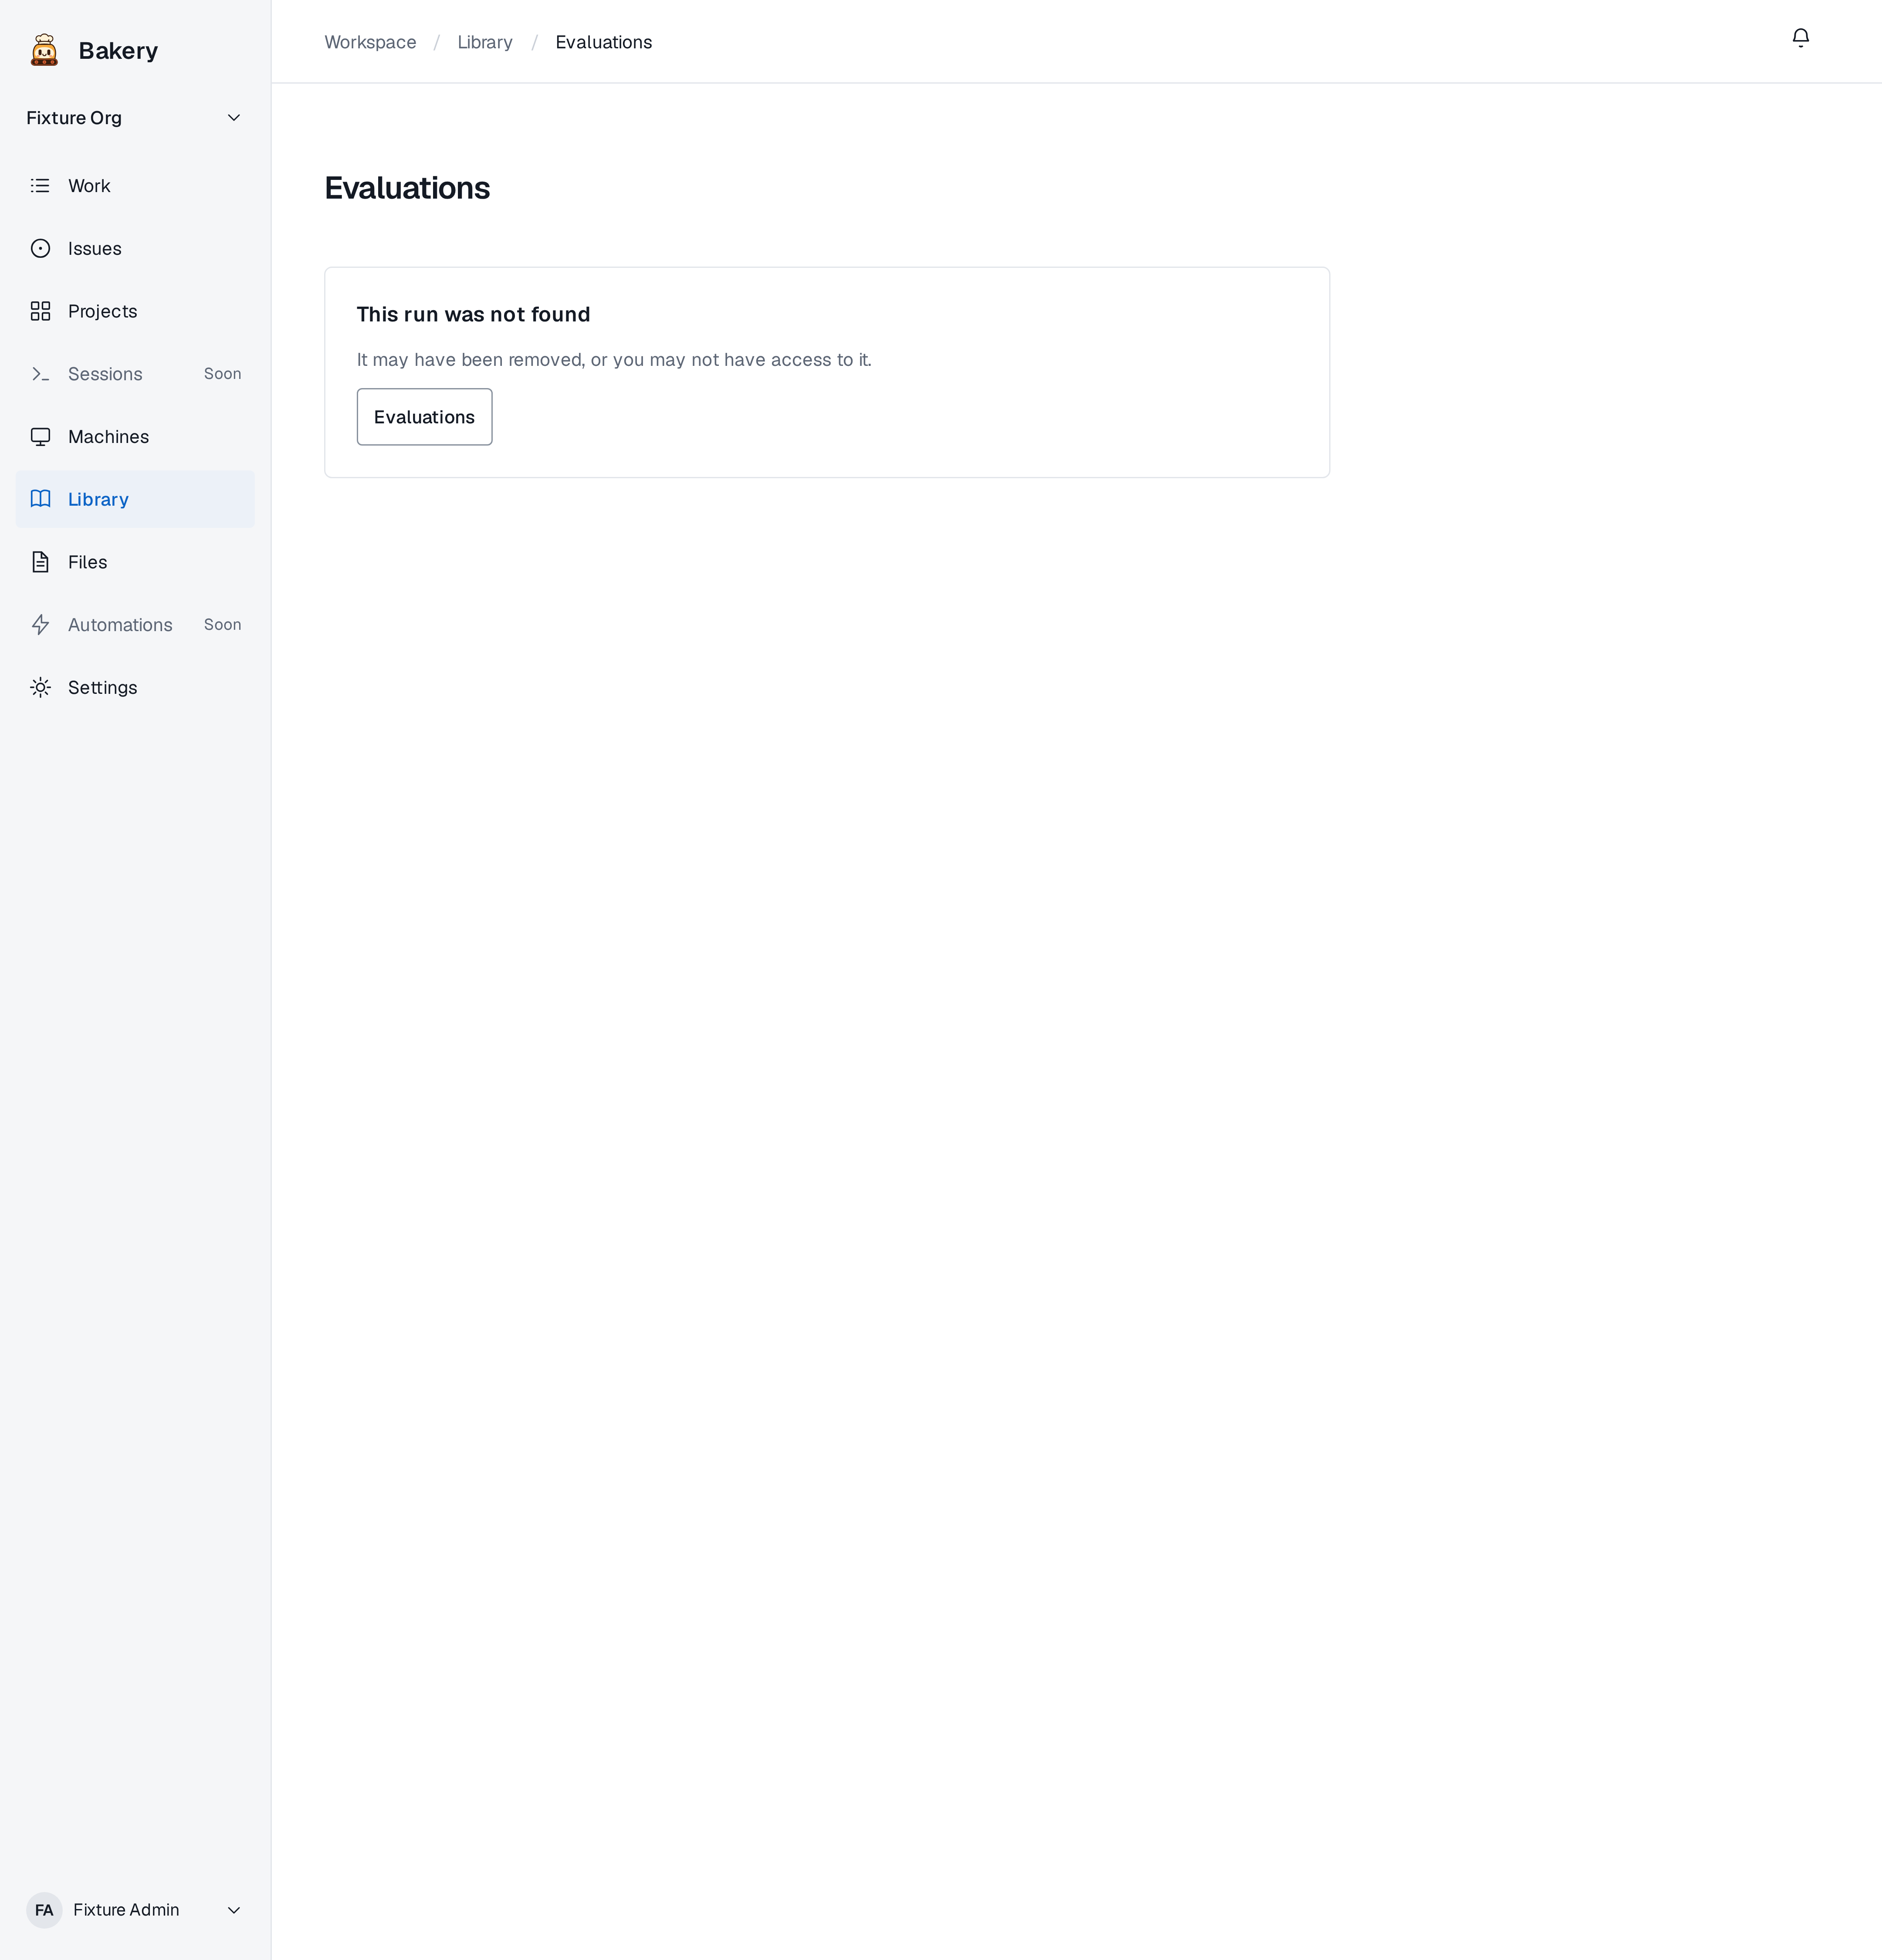 Bakery
Fixture Org
Work
Issues
Projects
Sessions Soon
Machines
Library
Files
Automations Soon
Settings
FA Fixture Admin
Workspace / Library / Evaluations
Evaluations
This run was not found
It may have been removed, or you may not have access to it.
Evaluations